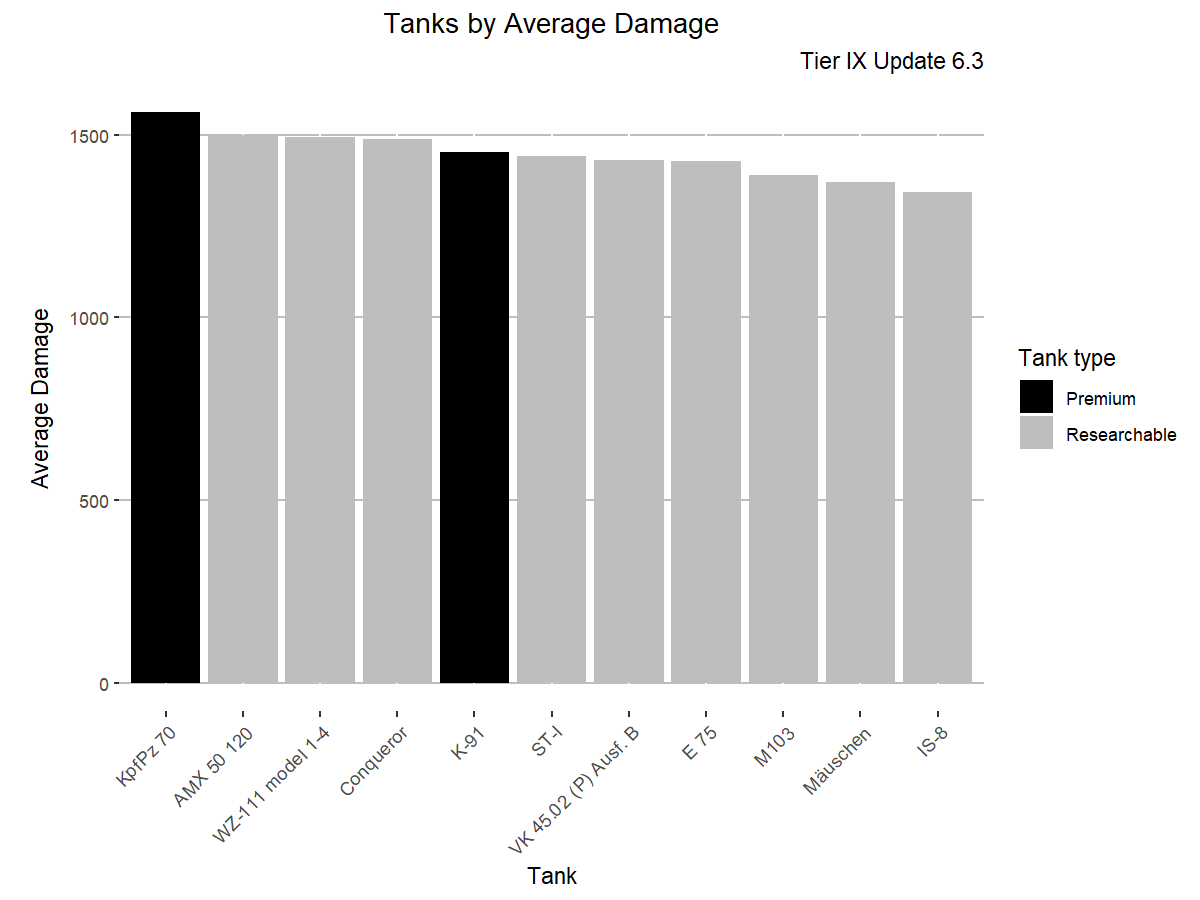 Tanks by Average Damage
Tier IX Update 6.3
1500
1000
500
0
Average Damage
KpfPz 70
AMX 50 120
WZ-111 model 1-4
Conqueror
K-91
ST-I
VK 45.02 (P) Ausf. B
E 75
M103
Mäuschen
IS-8
Tank
Tank type
Premium
Researchable